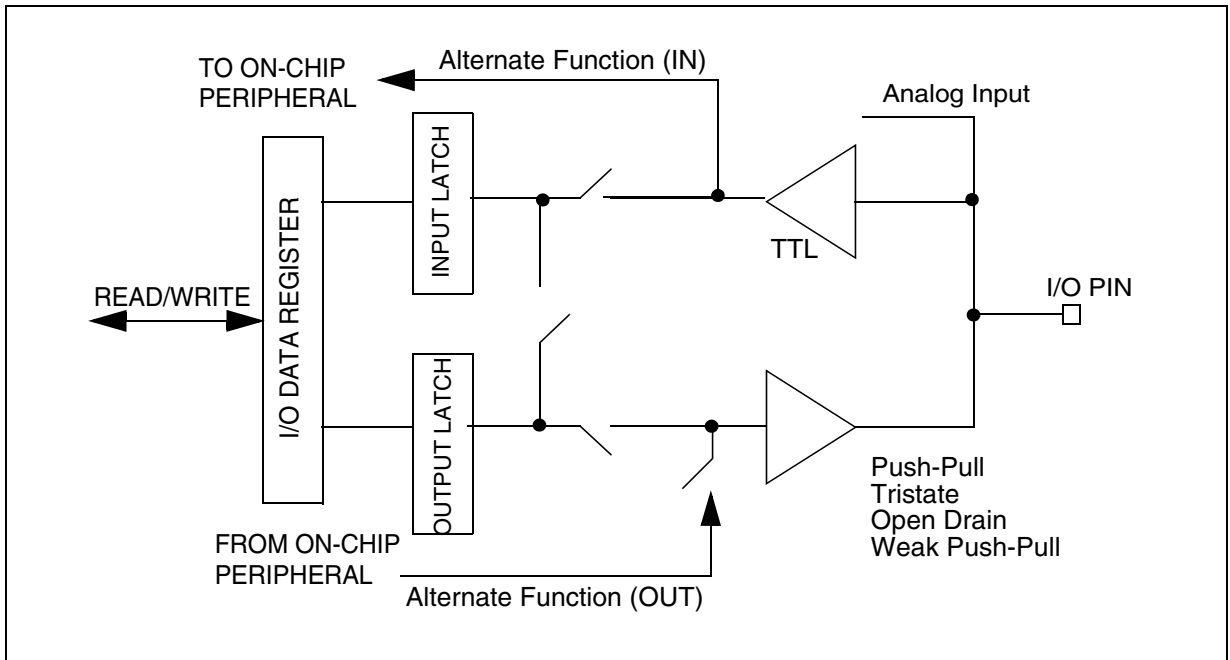 TO ON-CHIP
PERIPHERAL
Alternate Function (IN)
Analog Input
INPUT LATCH
I/O DATA REGISTER
TTL
READ/WRITE
I/O PIN
OUTPUT LATCH
Push-Pull
Tristate
Open Drain
Weak Push-Pull
FROM ON-CHIP
PERIPHERAL
Alternate Function (OUT)